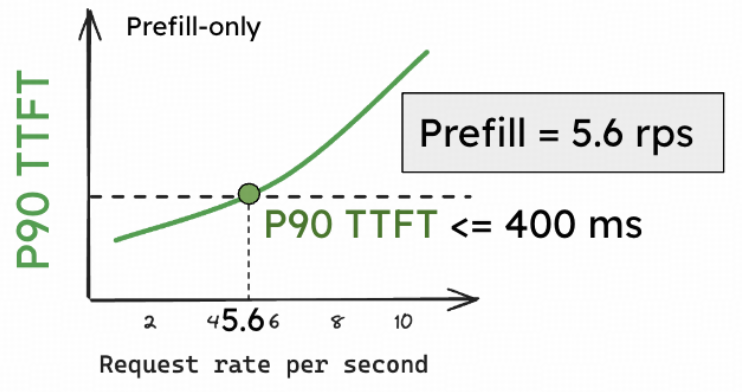 Prefill-only
P90 TTFT
Prefill = 5.6 rps
P90 TTFT <= 400 ms
2 4 5.6 6 8 10
Request rate per second